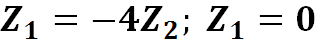 Z₁ = −4Z₂; Z₁ = 0